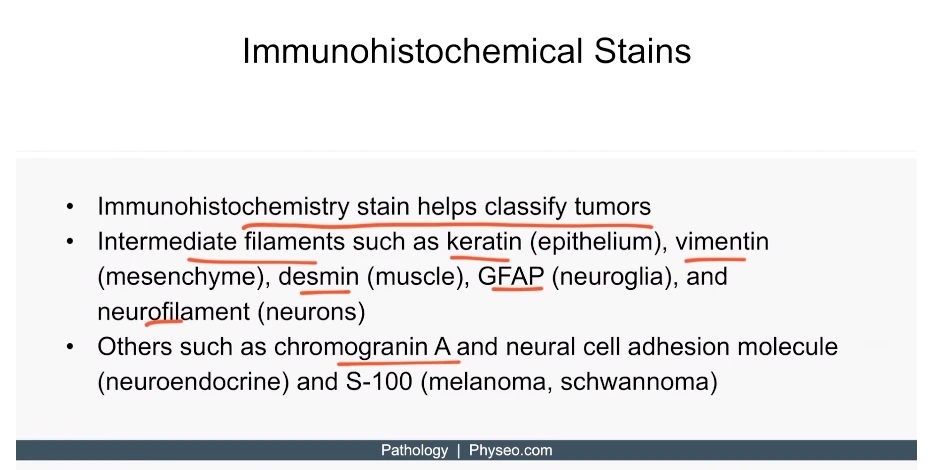 Immunohistochemical Stains
• Immunohistochemistry stain helps classify tumors
• Intermediate filaments such as keratin (epithelium), vimentin
(mesenchyme), desmin (muscle), GFAP (neuroglia), and
neurofilament (neurons)
• Others such as chromogranin A and neural cell adhesion molecule
(neuroendocrine) and S-100 (melanoma, schwannoma)
Pathology | Physeo.com